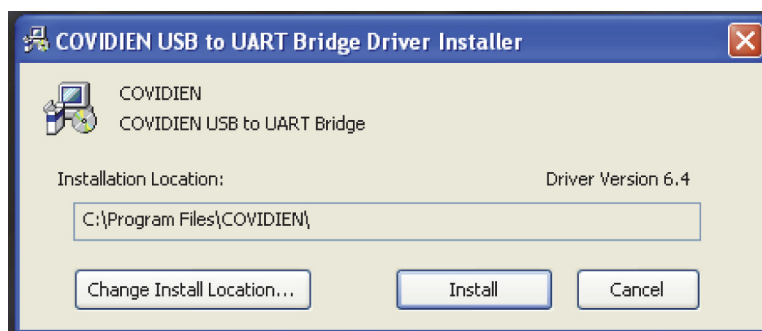 COVIDIEN USB to UART Bridge Driver Installer
COVIDIEN
COVIDIEN USB to UART Bridge
Installation Location:
Driver Version 6.4
C:\Program Files\COVIDIEN\
Change Install Location...
Install
Cancel